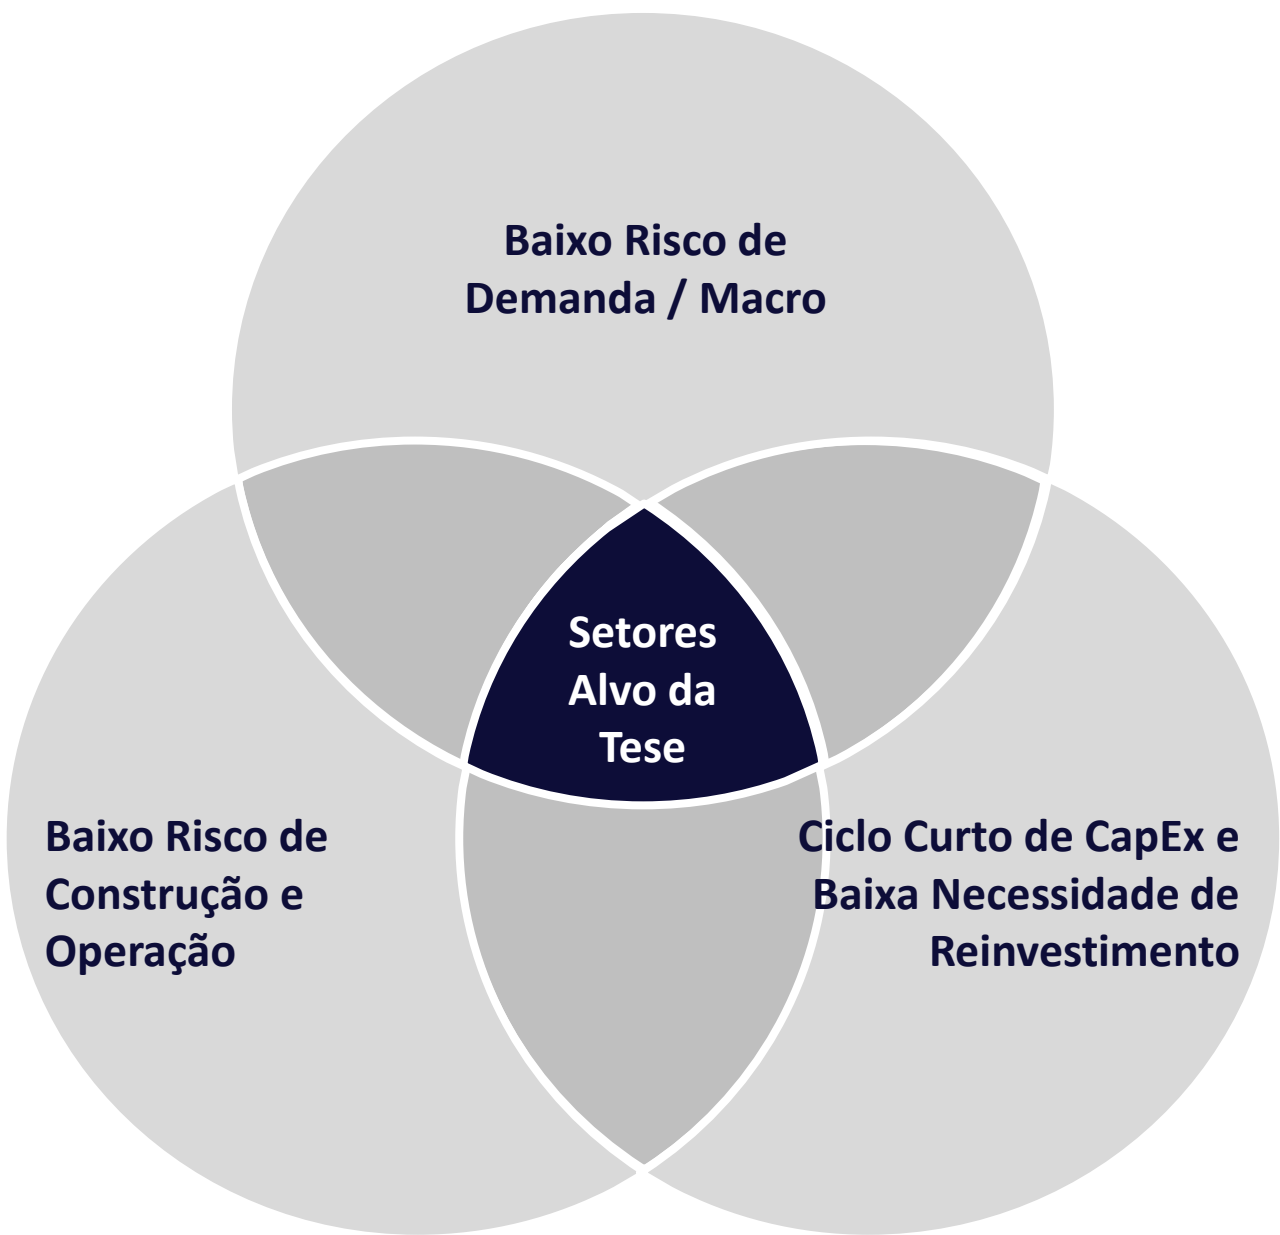 Baixo Risco de
Demanda / Macro
Setores
Alvo da
Tese
Baixo Risco de
Construção e
Operação
Ciclo Curto de CapEx e
Baixa Necessidade de
Reinvestimento